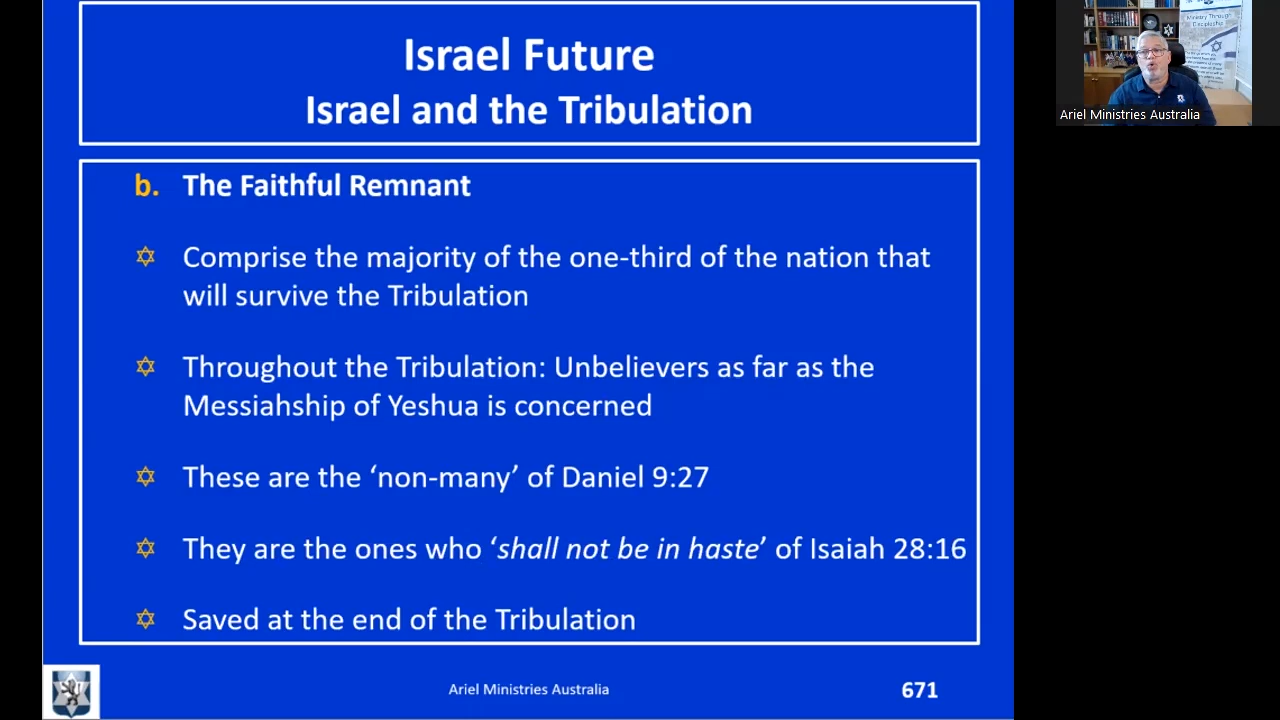 Israel Future
Israel and the Tribulation
b. The Faithful Remnant
Comprise the majority of the one-third of the nation that
will survive the Tribulation
Throughout the Tribulation: Unbelievers as far as the
Messiahship of Yeshua is concerned
These are the ‘non-many’ of Daniel 9:27
They are the ones who ‘shall not be in haste’ of Isaiah 28:16
Saved at the end of the Tribulation
Ariel Ministries Australia
671
Ministry Through
Discipleship
Ariel Ministries Australia